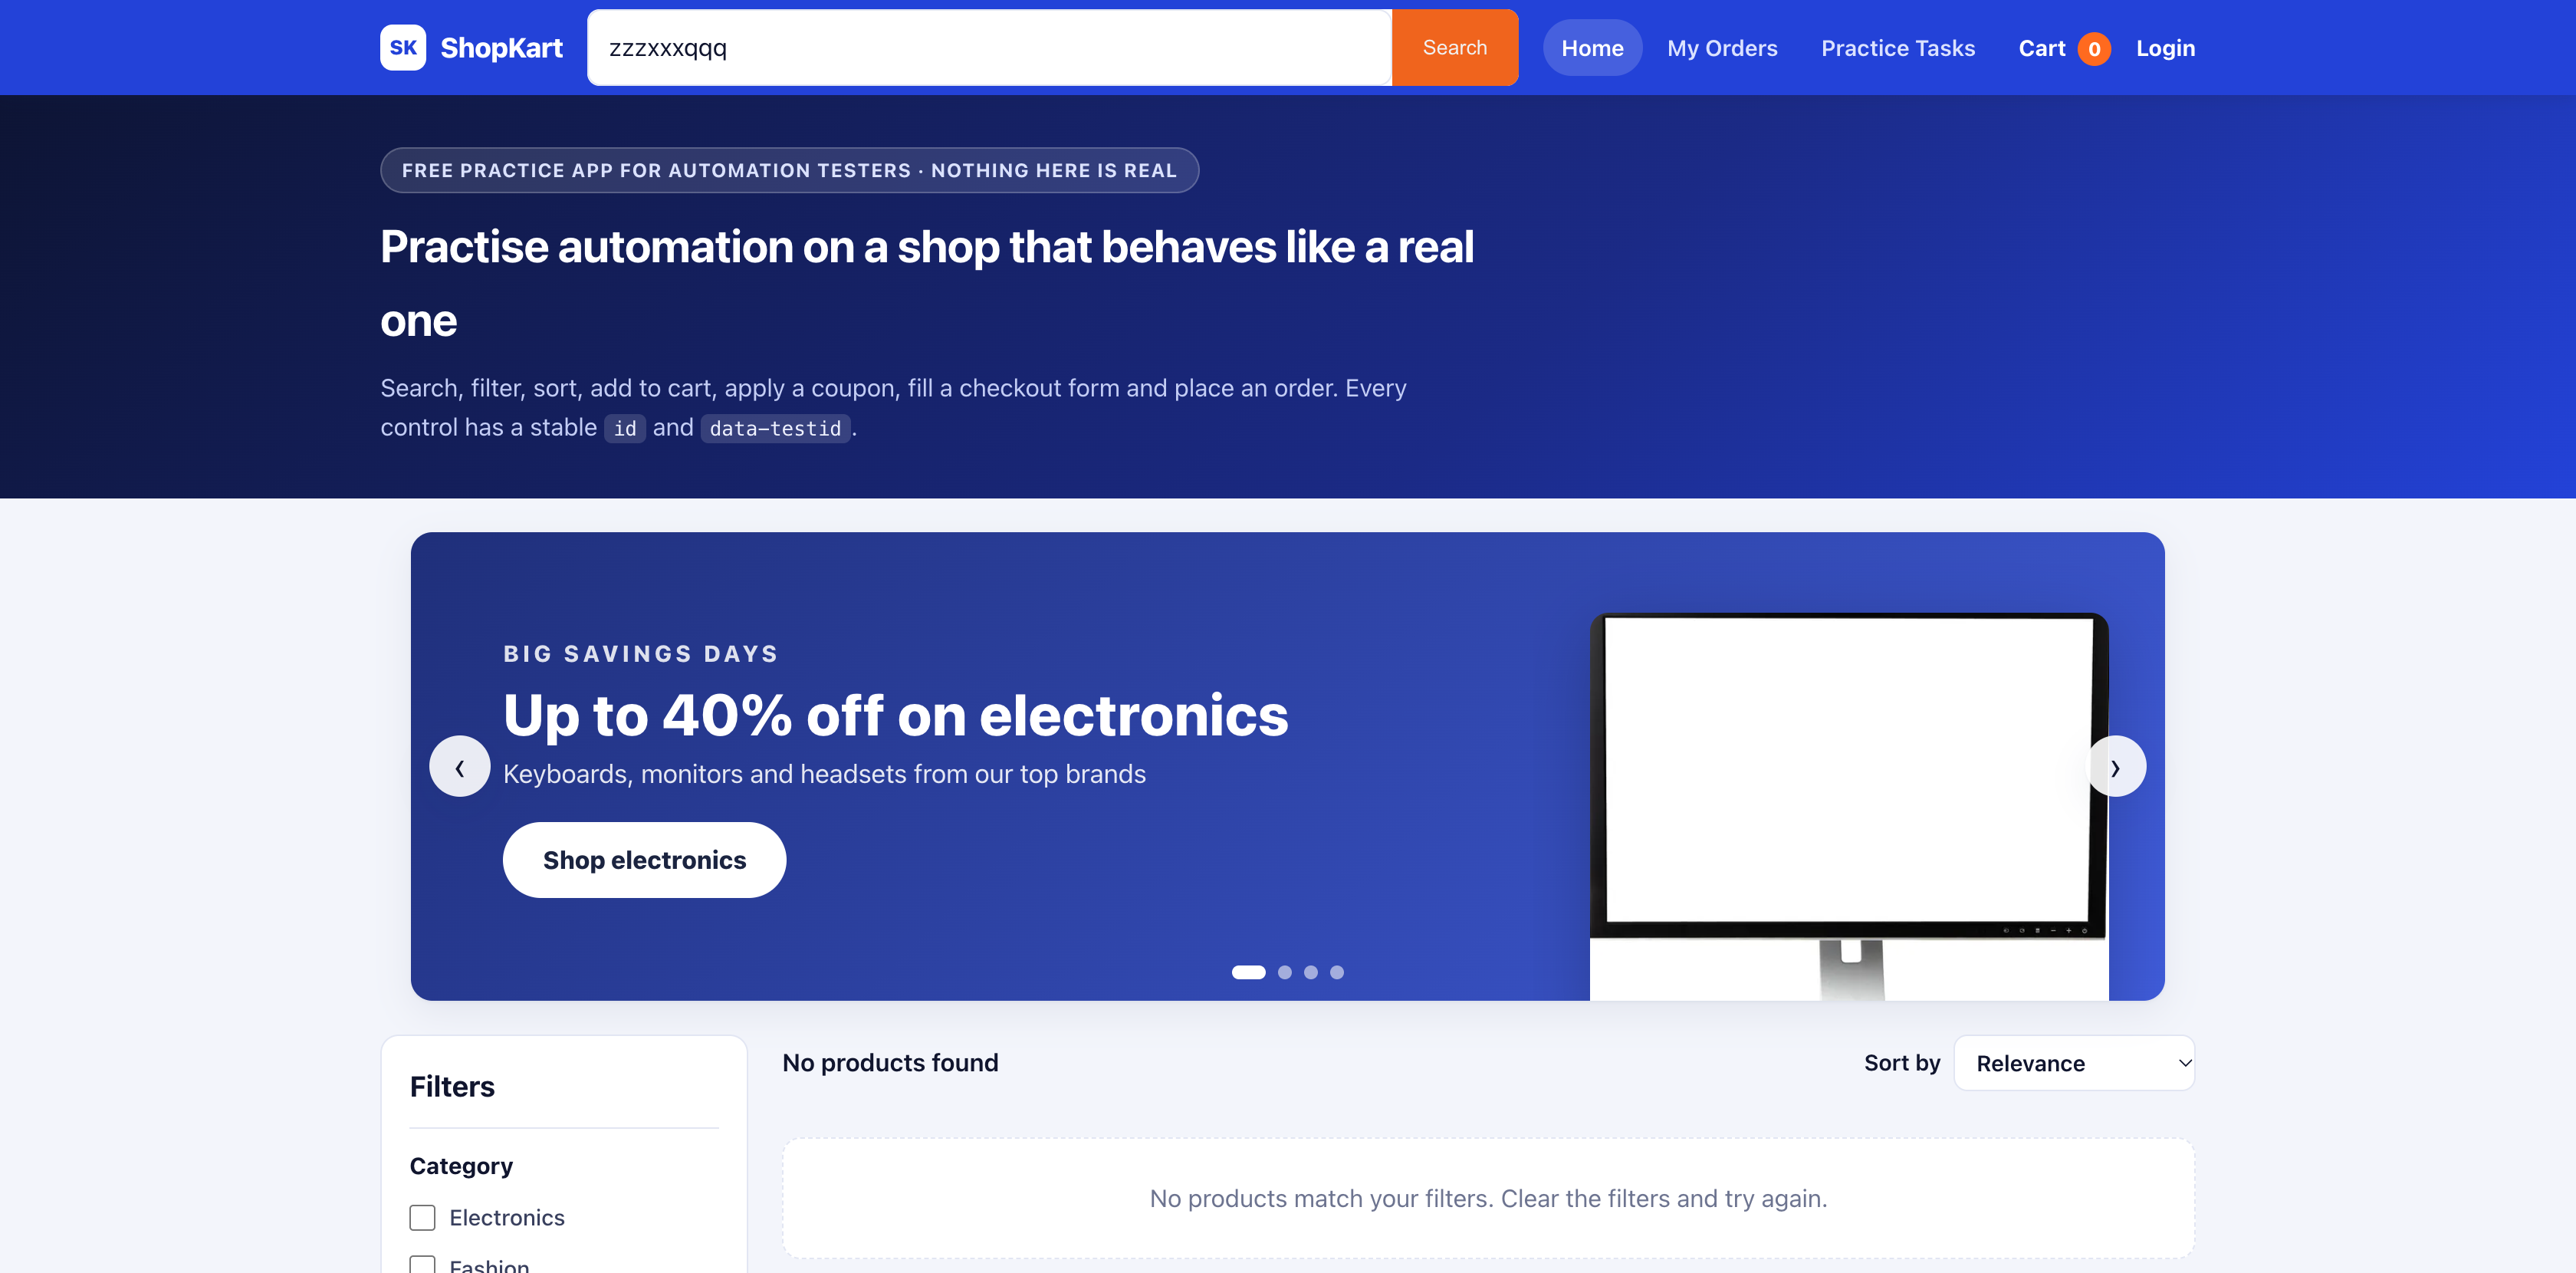 SK ShopKart
zzzxxxqqq
Search
Home
My Orders
Practice Tasks
Cart 0
Login
FREE PRACTICE APP FOR AUTOMATION TESTERS · NOTHING HERE IS REAL
Practise automation on a shop that behaves like a real
one
Search, filter, sort, add to cart, apply a coupon, fill a checkout form and place an order. Every
control has a stable id and data-testid.
BIG SAVINGS DAYS
Up to 40% off on electronics
Keyboards, monitors and headsets from our top brands
‹
›
Shop electronics
Filters
Category
Electronics
Fashion
No products found
Sort by Relevance
No products match your filters. Clear the filters and try again.